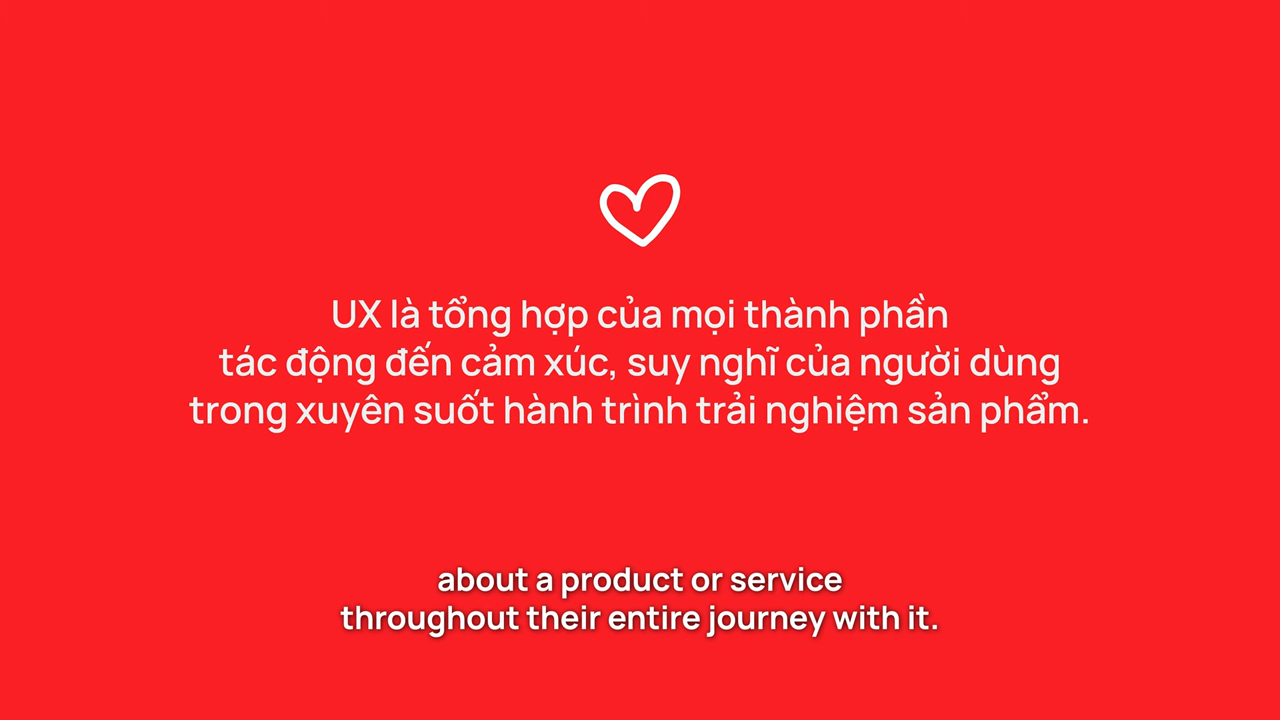 UX là tổng hợp của mọi thành phần
tác động đến cảm xúc, suy nghĩ của người dùng
trong xuyên suốt hành trình trải nghiệm sản phẩm.
about a product or service
throughout their entire journey with it.